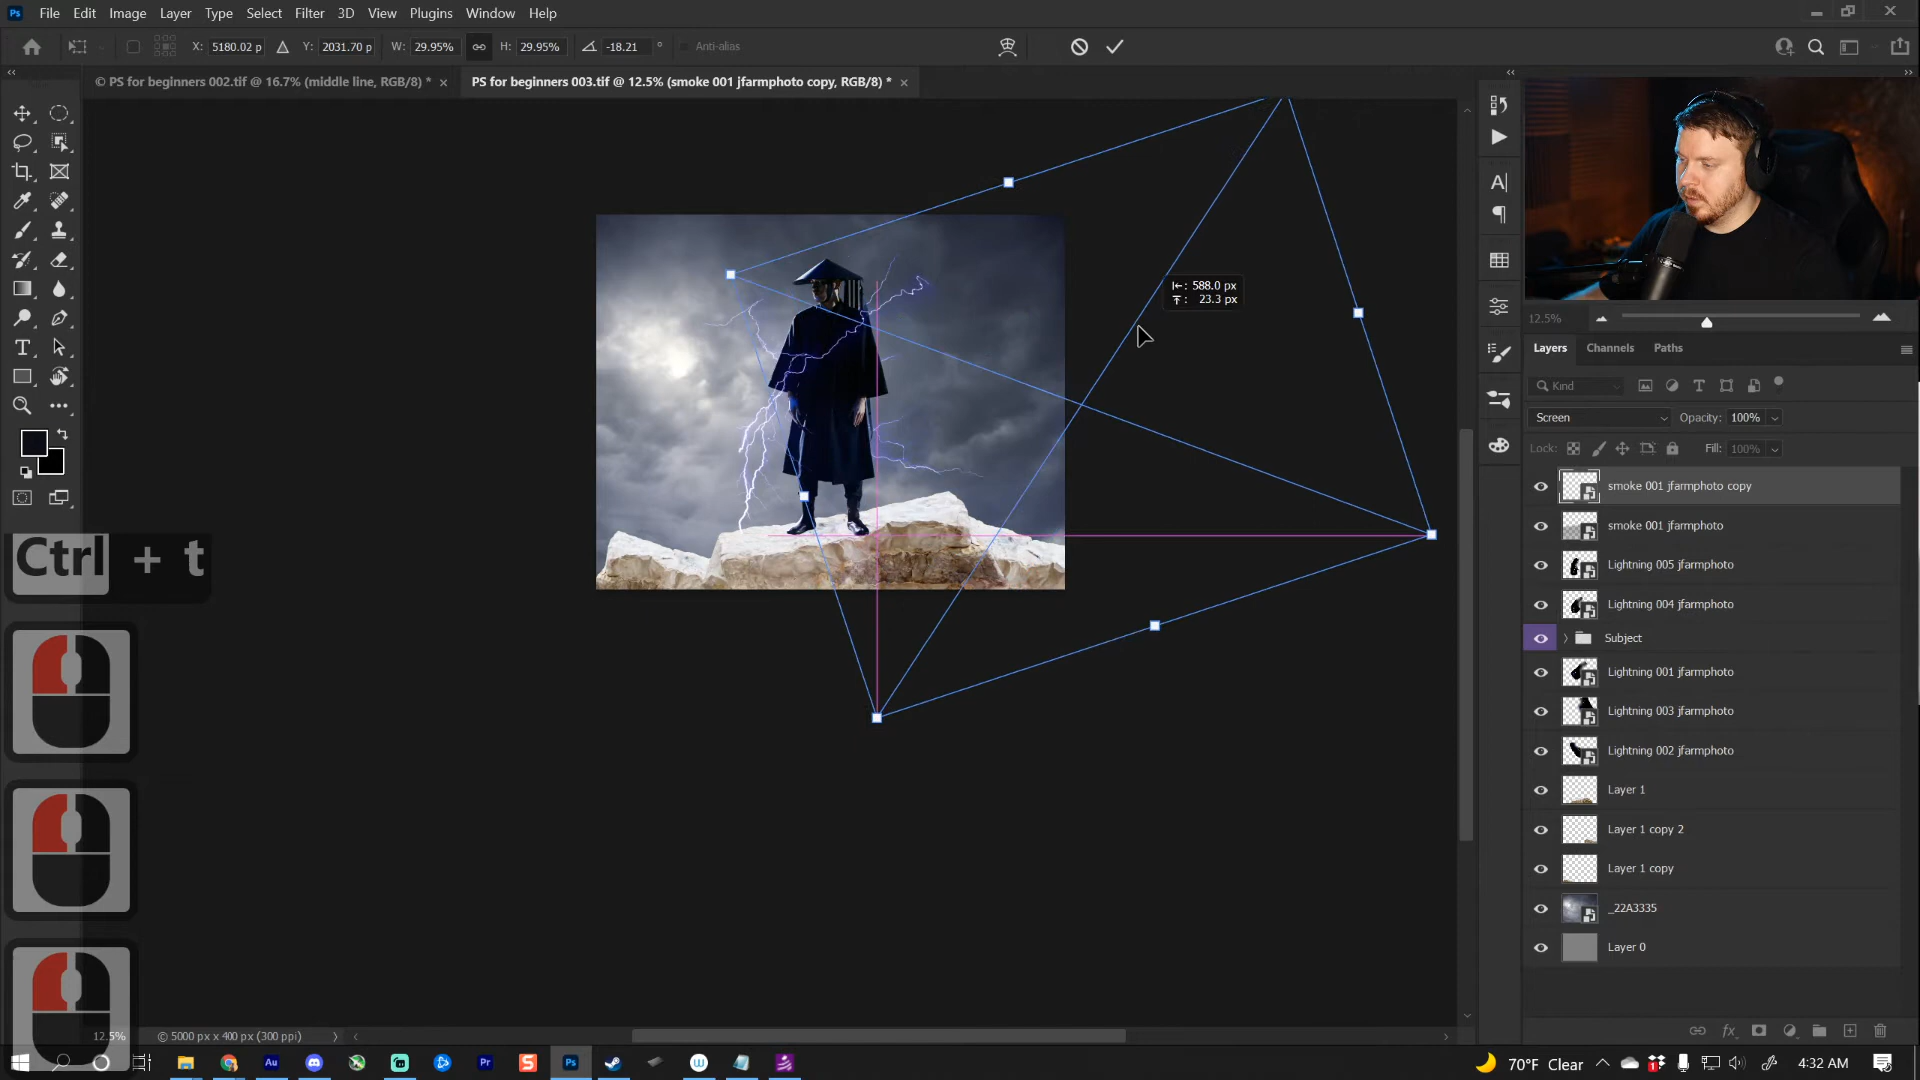 Ps File Edit Image Layer Type Select Filter 3D View Plugins Window Help
X: 5180.02 p Y: 2031.70 p W: 29.95% H: 29.95% -18.21 ° Anti-alias
© PS for beginners 002.tif @ 16.7% (middle line, RGB/8) * × PS for beginners 003.tif @ 12.5% (smoke 001 jfarmphoto copy, RGB/8) * ×
588.0 px
23.3 px
12.5%
Layers Channels Paths
Kind
Screen Opacity: 100%
Lock: Fill: 100%
smoke 001 jfarmphoto copy
smoke 001 jfarmphoto
Lightning 005 jfarmphoto
Lightning 004 jfarmphoto
Subject
Lightning 001 jfarmphoto
Lightning 003 jfarmphoto
Lightning 002 jfarmphoto
Layer 1
Layer 1 copy 2
Layer 1 copy
_22A3335
Layer 0
Ctrl + t
12.5% © 5000 px x 400 px (300 ppi)
Au Pr S Ps W 70°F Clear 4:32 AM